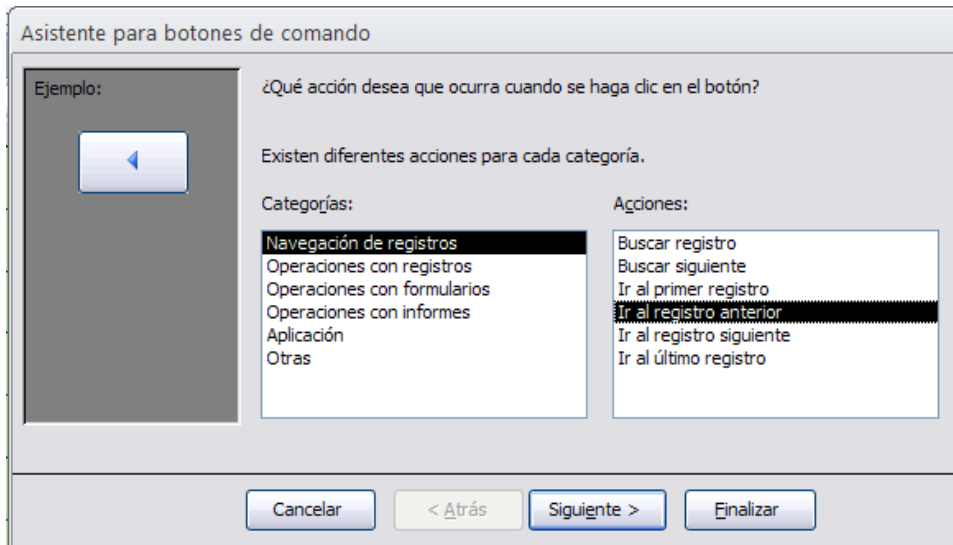 Asistente para botones de comando
Ejemplo:
¿Qué acción desea que ocurra cuando se haga clic en el botón?
Existen diferentes acciones para cada categoría.
Categorías:
Navegación de registros
Operaciones con registros
Operaciones con formularios
Operaciones con informes
Aplicación
Otras
Acciones:
Buscar registro
Buscar siguiente
Ir al primer registro
Ir al registro anterior
Ir al registro siguiente
Ir al último registro
Cancelar
< Atrás
Siguiente >
Finalizar